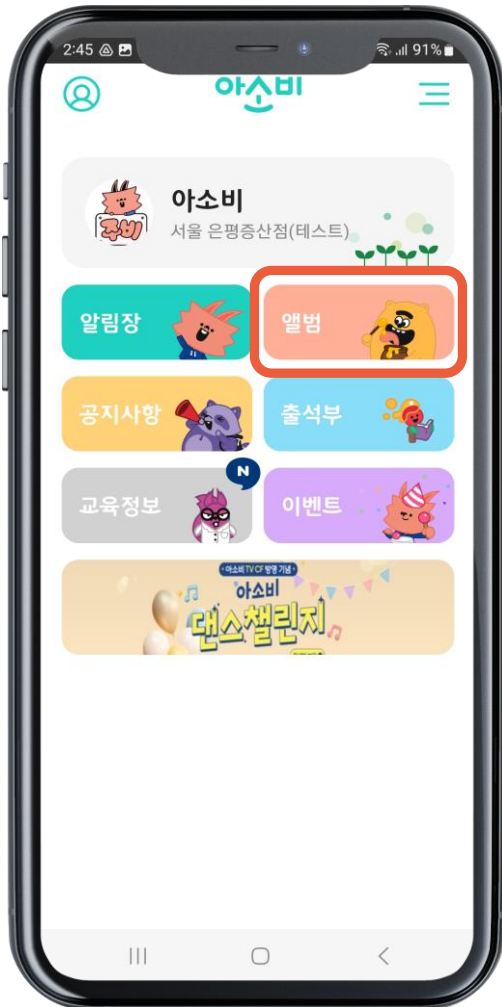 2:45 91%
아소비
주비
아소비
서울 은평증산점(테스트)
알림장
앨범
공지사항
출석부
N
교육정보
이벤트
•아소비 TV CF 방영 기념•
아소비
댄스챌린지